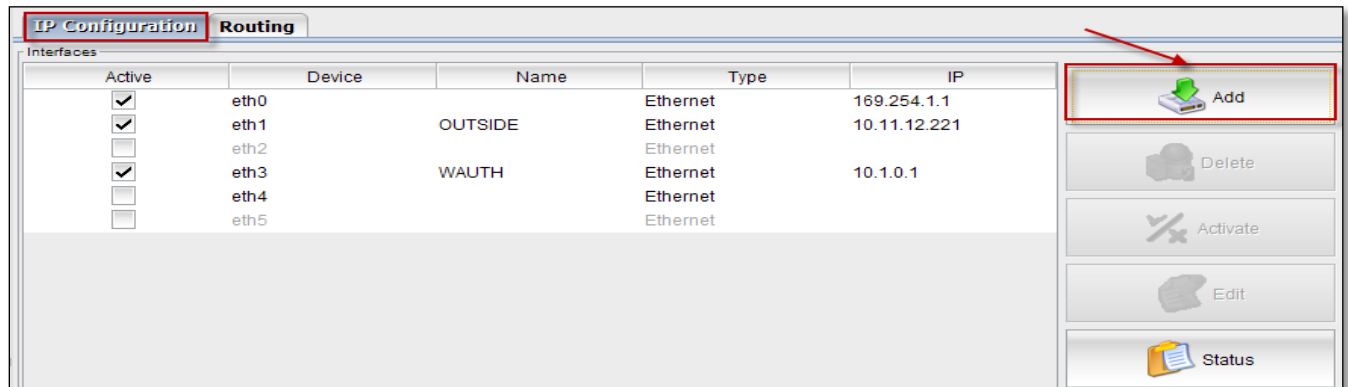 IP Configuration Routing
Interfaces
Active Device Name Type IP
eth0 Ethernet 169.254.1.1
eth1 OUTSIDE Ethernet 10.11.12.221
eth2 Ethernet
eth3 WAUTH Ethernet 10.1.0.1
eth4 Ethernet
eth5 Ethernet
Add
Delete
Activate
Edit
Status